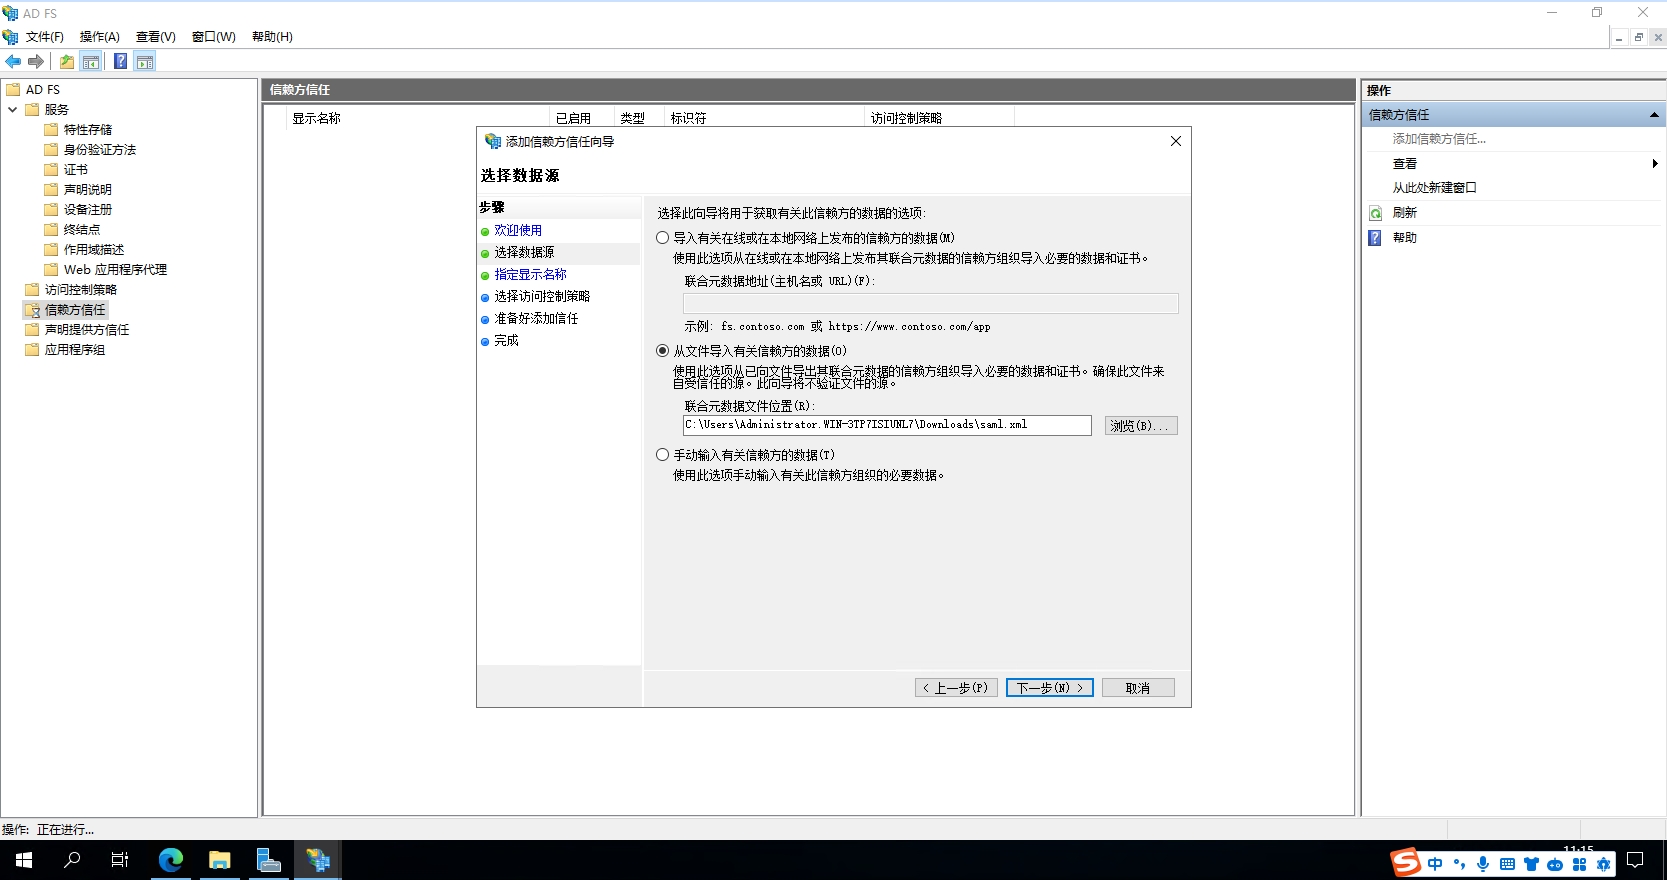 AD FS
文件(F) 操作(A) 查看(V) 窗口(W) 帮助(H)
AD FS
服务
特性存储
身份验证方法
证书
声明说明
设备注册
终结点
作用域描述
Web 应用程序代理
访问控制策略
信赖方信任
声明提供方信任
应用程序组
信赖方信任
显示名称 已启用 类型 标识符 访问控制策略
添加信赖方信任向导
选择数据源
步骤
欢迎使用
选择数据源
指定显示名称
选择访问控制策略
准备好添加信任
完成
选择此向导将用于获取有关此信赖方的数据的选项:
导入有关在线或在本地网络上发布的信赖方的数据(M)
使用此选项从在线或在本地网络上发布其联合元数据的信赖方组织导入必要的数据和证书。
联合元数据地址(主机名或 URL)(F):
示例: fs.contoso.com 或 https://www.contoso.com/app
从文件导入有关信赖方的数据(O)
使用此选项从已向文件导出其联合元数据的信赖方组织导入必要的数据和证书。确保此文件来
自受信任的源。此向导将不验证文件的源。
联合元数据文件位置(R):
C:\Users\Administrator.WIN-3TP7ISIUNL7\Downloads\saml.xml
浏览(B)...
手动输入有关信赖方的数据(T)
使用此选项手动输入有关此信赖方组织的必要数据。
< 上一步(P) 下一步(N) > 取消
操作
信赖方信任
添加信赖方信任...
查看
从此处新建窗口
刷新
帮助
操作: 正在进行...
11:15
中